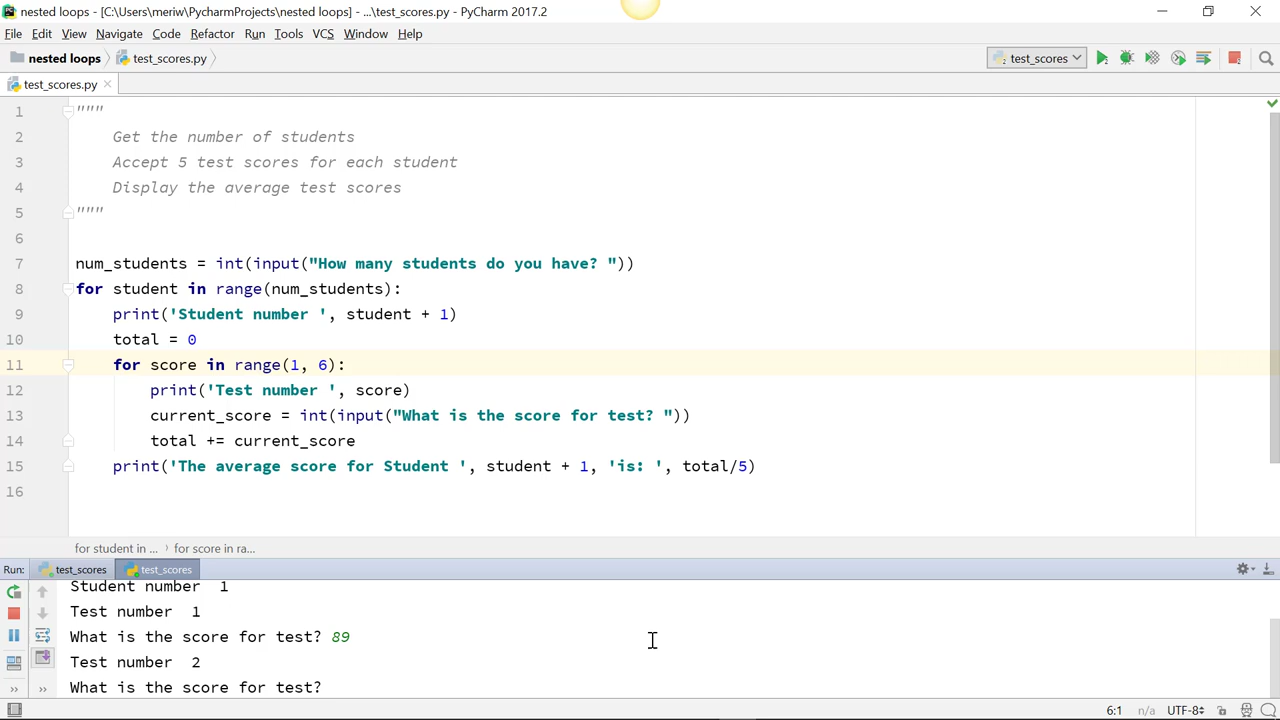 nested loops - [C:\Users\meriw\PycharmProjects\nested loops] - ...\test_scores.py - PyCharm 2017.2
File Edit View Navigate Code Refactor Run Tools VCS Window Help
nested loops test_scores.py test_scores
test_scores.py
1 """
2 Get the number of students
3 Accept 5 test scores for each student
4 Display the average test scores
5 """
6
7 num_students = int(input("How many students do you have? "))
8 for student in range(num_students):
9 print('Student number ', student + 1)
10 total = 0
11 for score in range(1, 6):
12 print('Test number ', score)
13 current_score = int(input("What is the score for test? "))
14 total += current_score
15 print('The average score for Student ', student + 1, 'is: ', total/5)
16
for student in ... › for score in ra...
Run: test_scores test_scores
Student number  1
Test number  1
What is the score for test? 89
Test number  2
What is the score for test?
6:1 n/a UTF-8